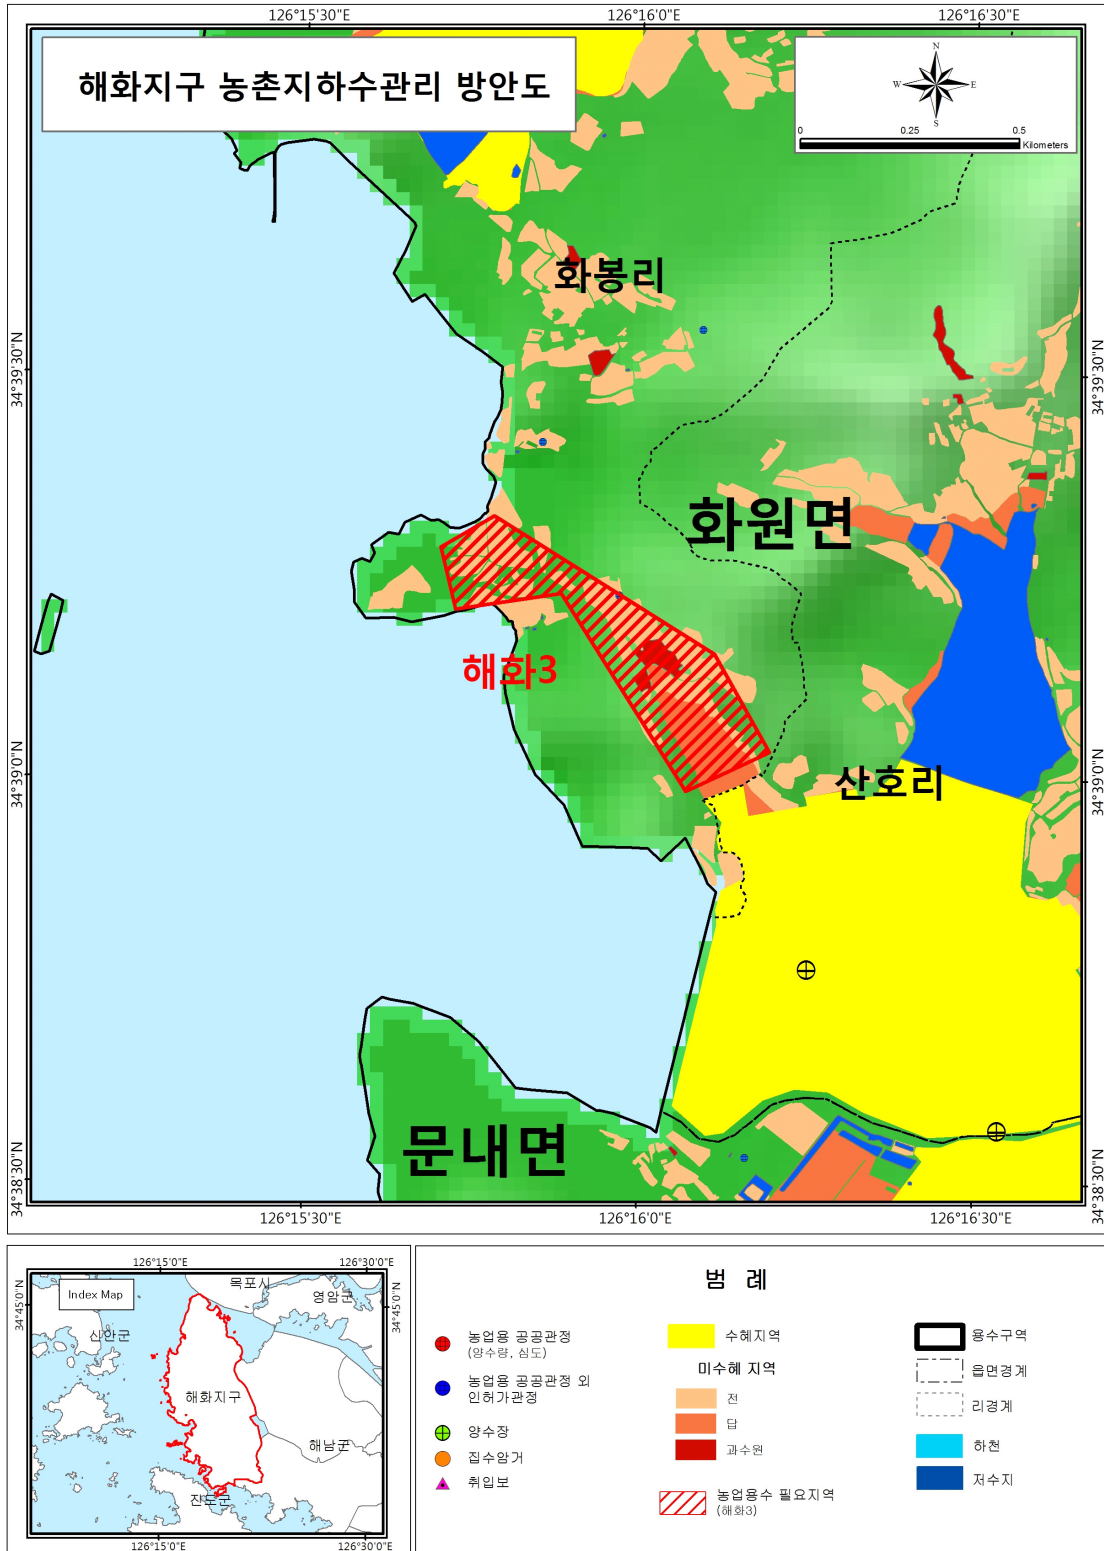 126°15'30"E
126°16'0"E
126°16'30"E
해화지구 농촌지하수관리 방안도
N
W
E
S
0
0.25
0.5
Kilometers
화봉리
34°39'30"N
34°39'30"N
화원면
해화3
34°39'0"N
34°39'0"N
산호리
문내면
34°38'30"N
34°38'30"N
126°15'30"E
126°16'0"E
126°16'30"E
126°15'0"E
126°30'0"E
Index Map
목포시
영암군
신안군
34°45'0"N
34°45'0"N
해화지구
해남군
진도군
126°15'0"E
126°30'0"E
범 례
농업용 공공관정
(양수량, 심도)
농업용 공공관정 외
인허가관정
양수장
집수암거
취입보
수혜지역
미수혜 지역
전
답
과수원
농업용수 필요지역
(해화3)
용수구역
읍면경계
리경계
하천
저수지